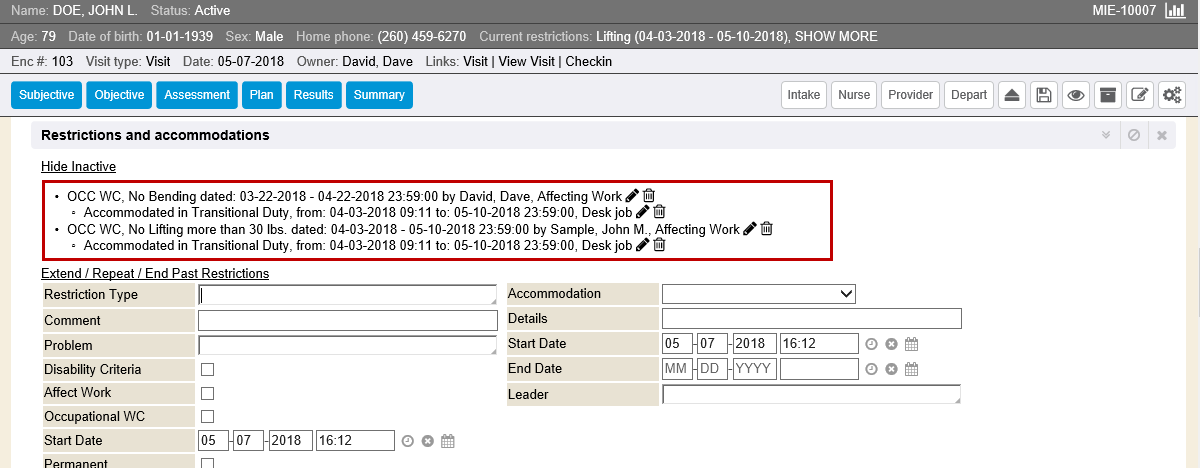 Name: DOE, JOHN L. Status: Active MIE-10007
Age: 79 Date of birth: 01-01-1939 Sex: Male Home phone: (260) 459-6270 Current restrictions: Lifting (04-03-2018 - 05-10-2018), SHOW MORE
Enc #: 103 Visit type: Visit Date: 05-07-2018 Owner: David, Dave Links: Visit | View Visit | Checkin
Subjective Objective Assessment Plan Results Summary Intake Nurse Provider Depart
Restrictions and accommodations
Hide Inactive
• OCC WC, No Bending dated: 03-22-2018 - 04-22-2018 23:59:00 by David, Dave, Affecting Work
▫ Accommodated in Transitional Duty, from: 04-03-2018 09:11 to: 05-10-2018 23:59:00, Desk job
• OCC WC, No Lifting more than 30 lbs. dated: 04-03-2018 - 05-10-2018 23:59:00 by Sample, John M., Affecting Work
▫ Accommodated in Transitional Duty, from: 04-03-2018 09:11 to: 05-10-2018 23:59:00, Desk job
Extend / Repeat / End Past Restrictions
Restriction Type
Comment
Problem
Disability Criteria
Affect Work
Occupational WC
Start Date 05 - 07 - 2018 16:12
Permanent
Accommodation
Details
Start Date 05 - 07 - 2018 16:12
End Date MM - DD - YYYY
Leader